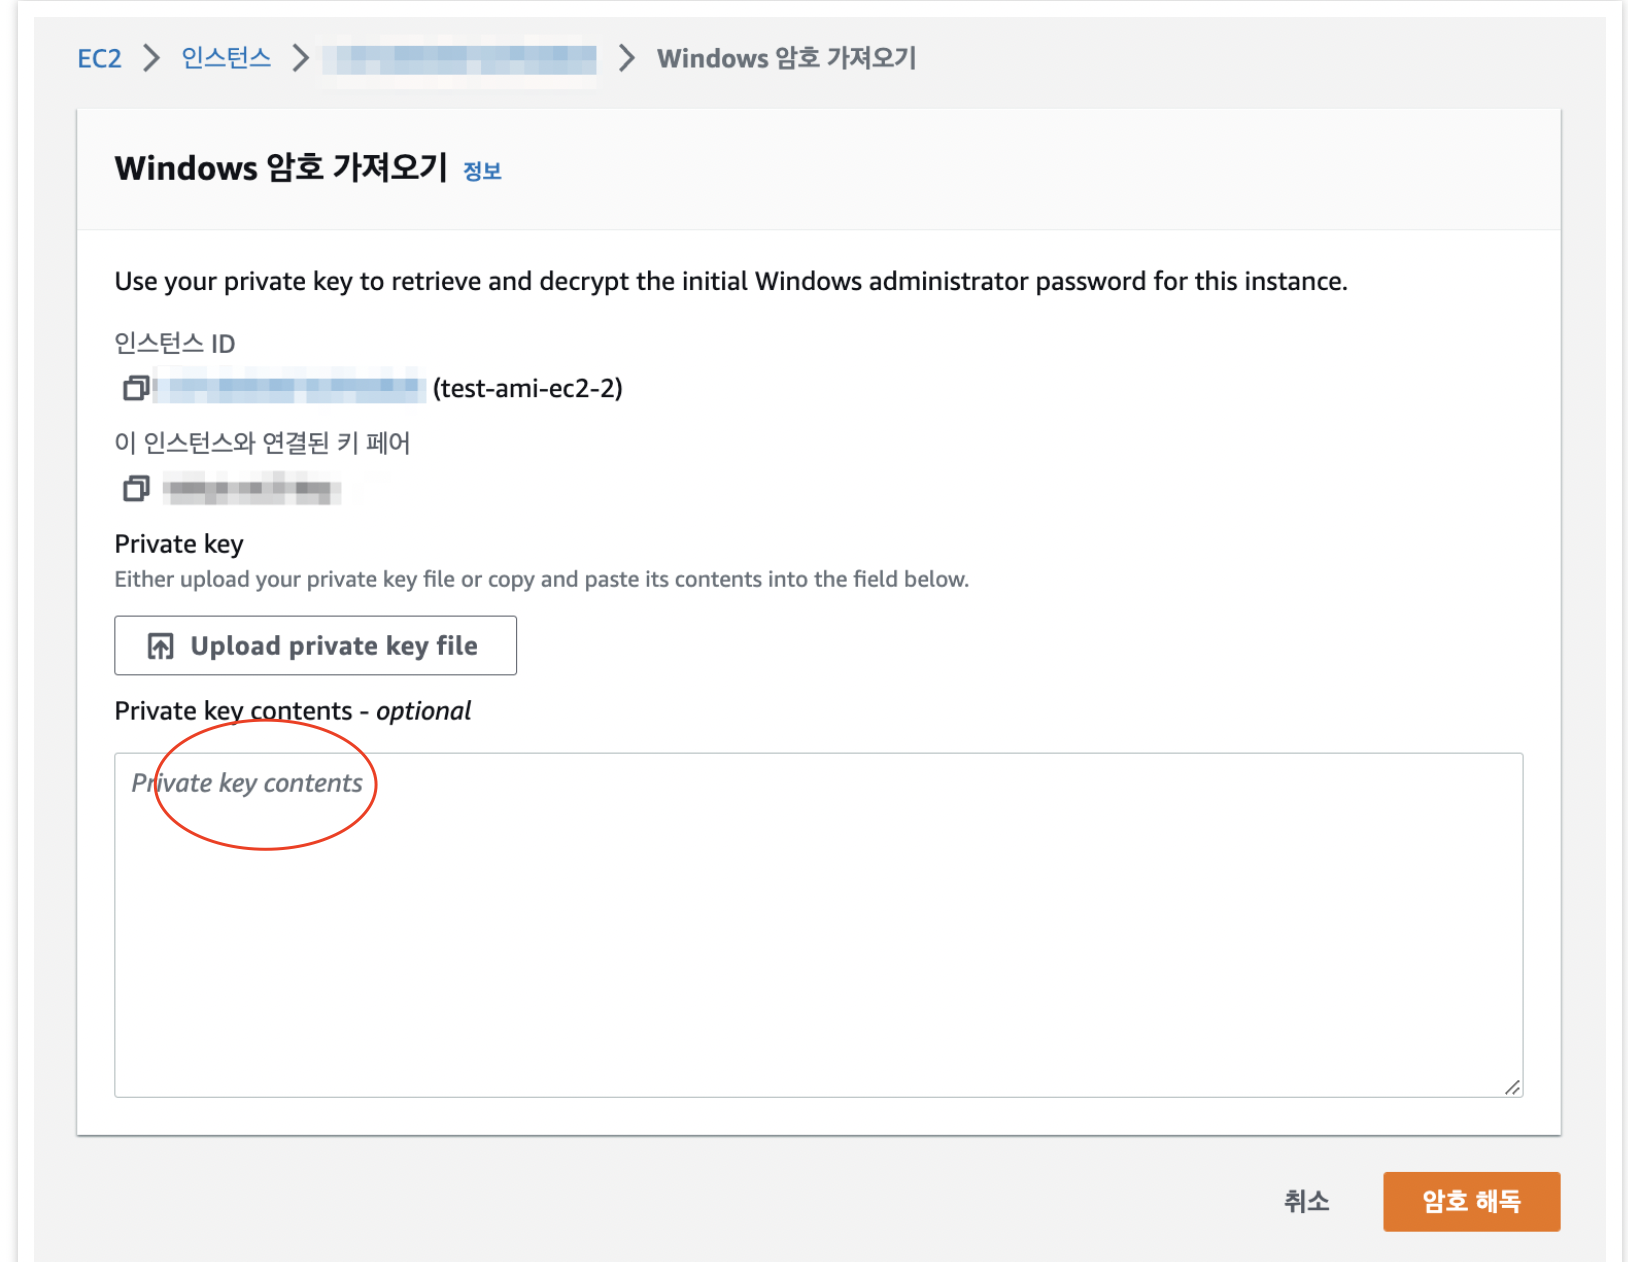 EC2 > 인스턴스 > > Windows 암호 가져오기
Windows 암호 가져오기 정보
Use your private key to retrieve and decrypt the initial Windows administrator password for this instance.
인스턴스 ID
(test-ami-ec2-2)
이 인스턴스와 연결된 키 페어
Private key
Either upload your private key file or copy and paste its contents into the field below.
Upload private key file
Private key contents - optional
Private key contents
취소 암호 해독